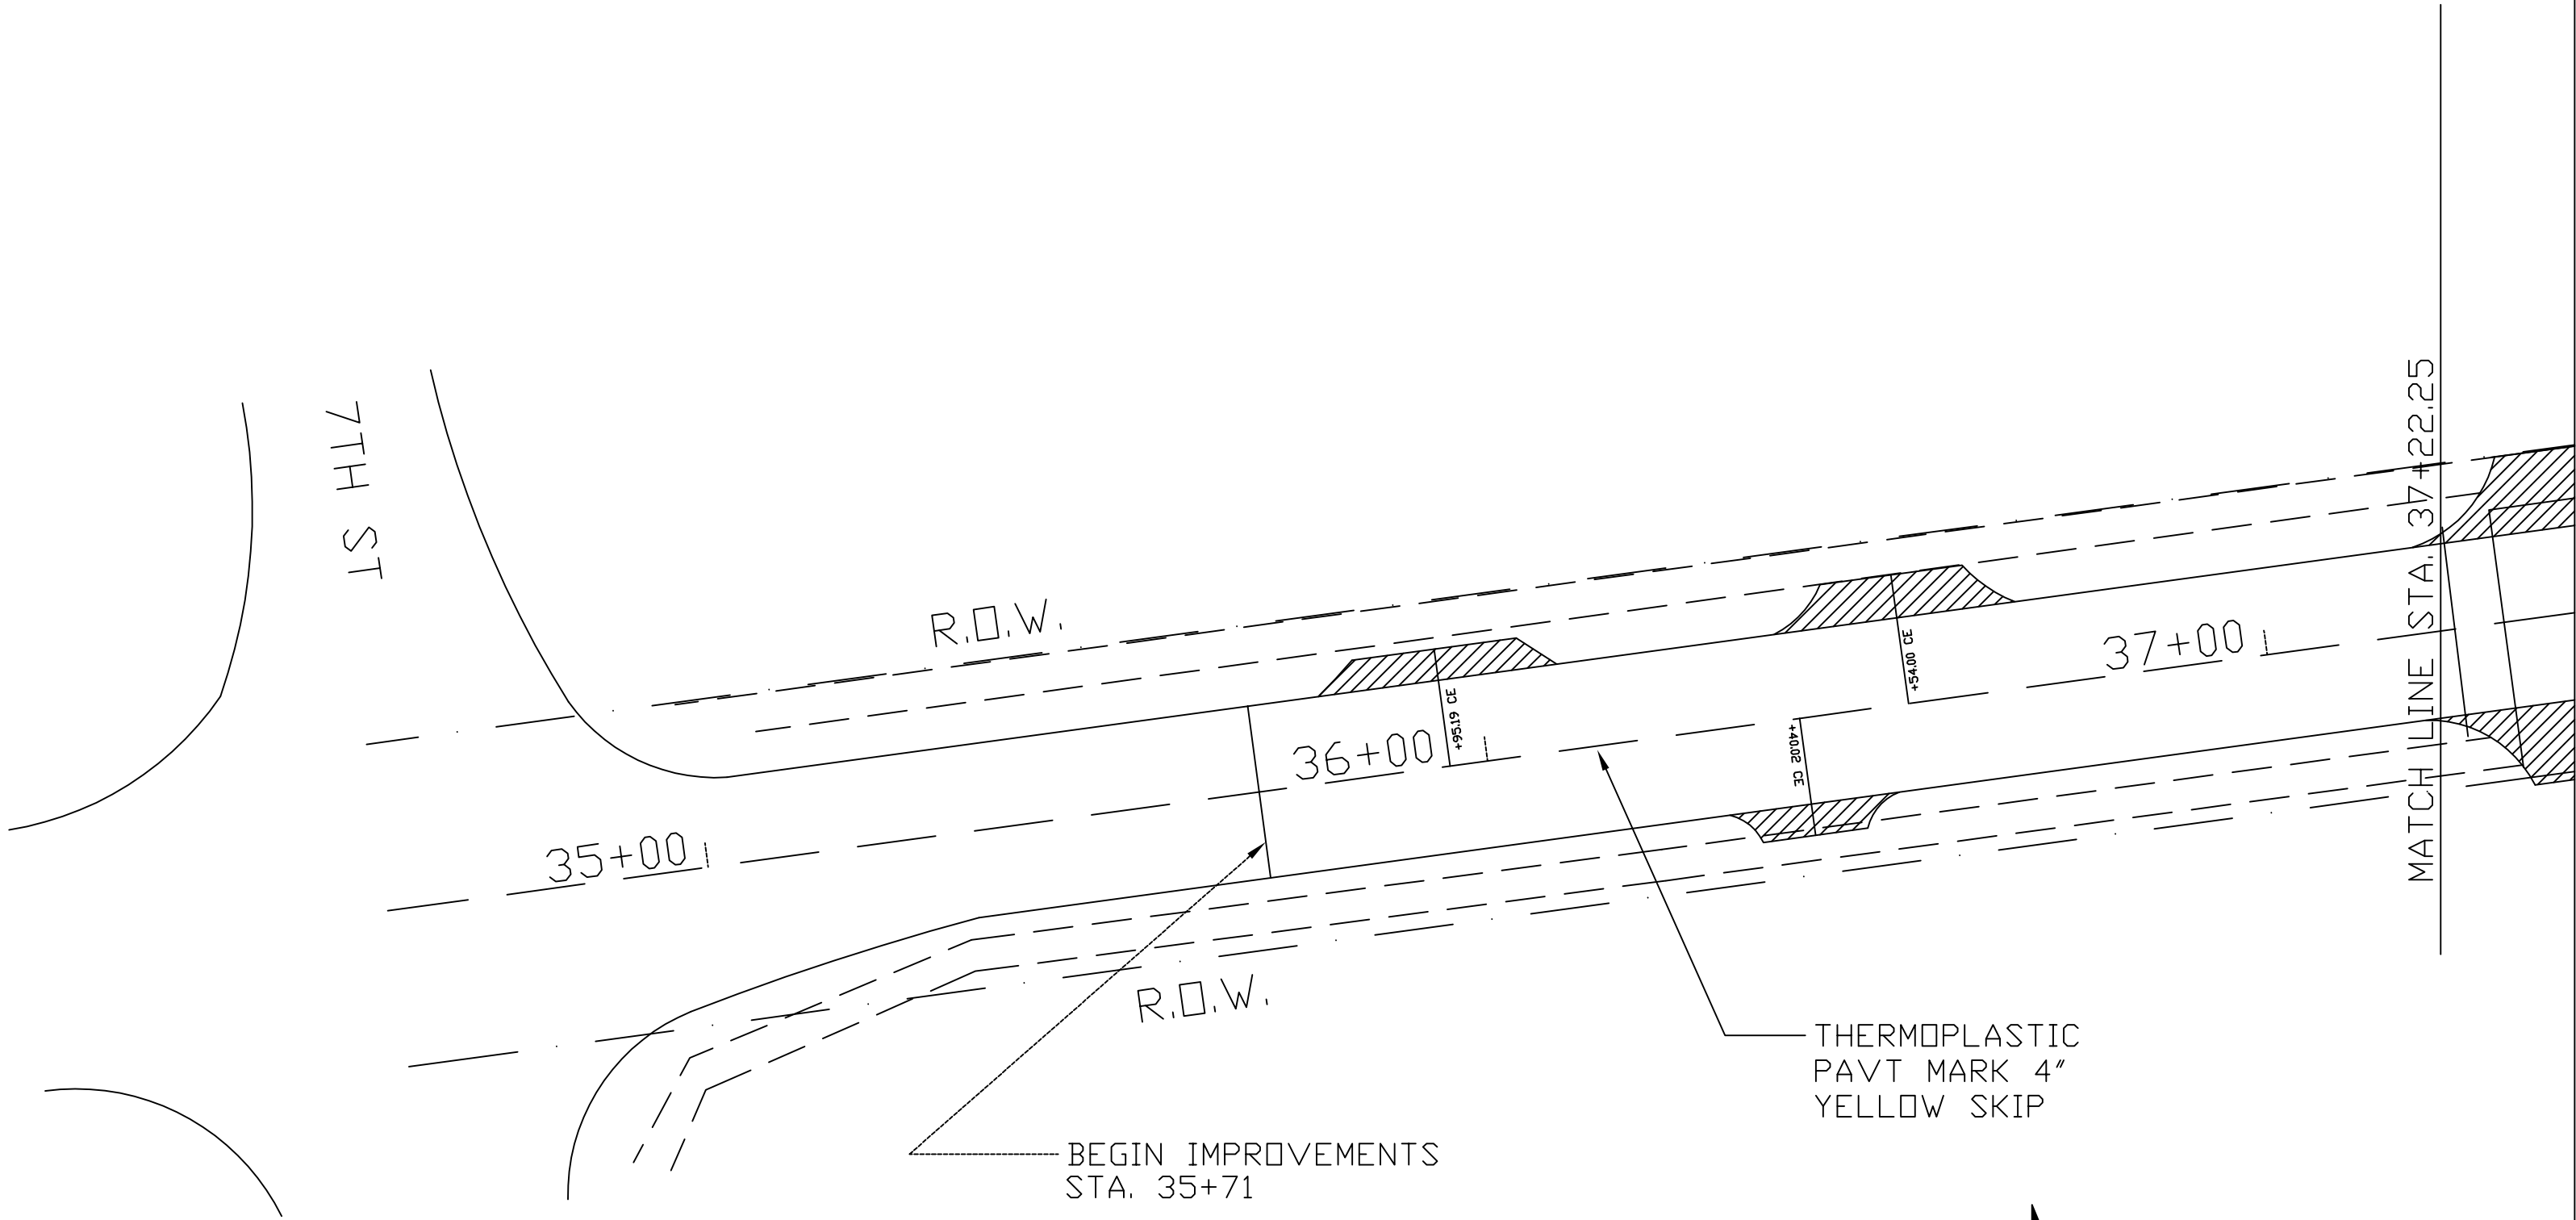 7TH ST
R.O.W.
35+00
36+00
+95.19 CE
+54.00 CE
+40.02 CE
37+00
MATCH LINE STA. 37+22.25
R.O.W.
THERMOPLASTIC
PAVT MARK 4"
YELLOW SKIP
BEGIN IMPROVEMENTS
STA. 35+71